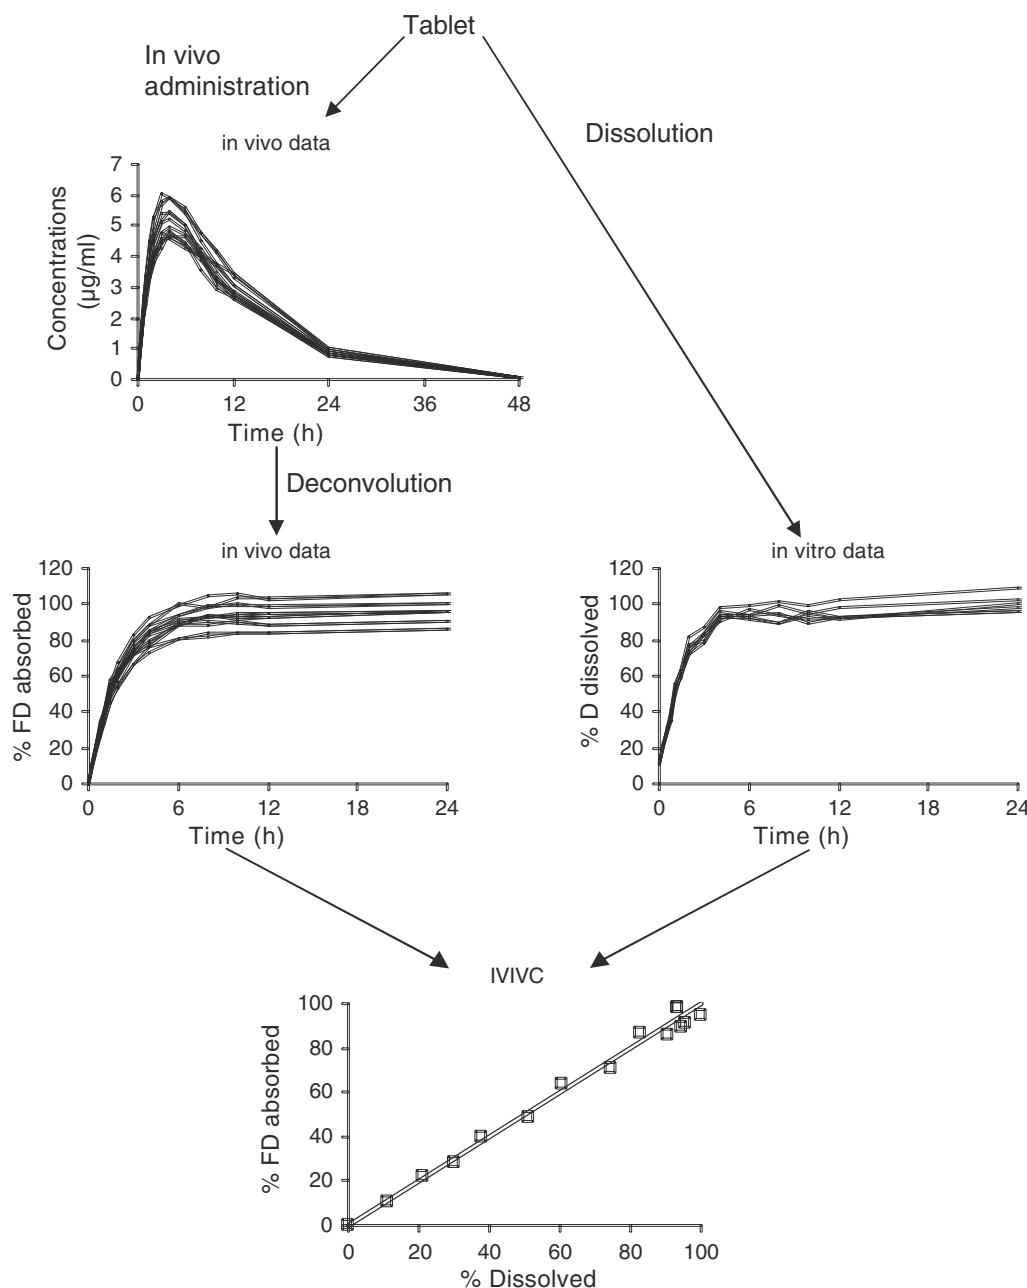 Tablet
In vivo
administration
Dissolution
in vivo data
Concentrations
(µg/ml)
7
6
5
4
3
2
1
0
0 12 24 36 48
Time (h)
Deconvolution
in vivo data
% FD absorbed
120
100
80
60
40
20
0
0 6 12 18 24
Time (h)
in vitro data
% D dissolved
120
100
80
60
40
20
0
0 6 12 18 24
Time (h)
IVIVC
% FD absorbed
100
80
60
40
20
0
0 20 40 60 80 100
% Dissolved